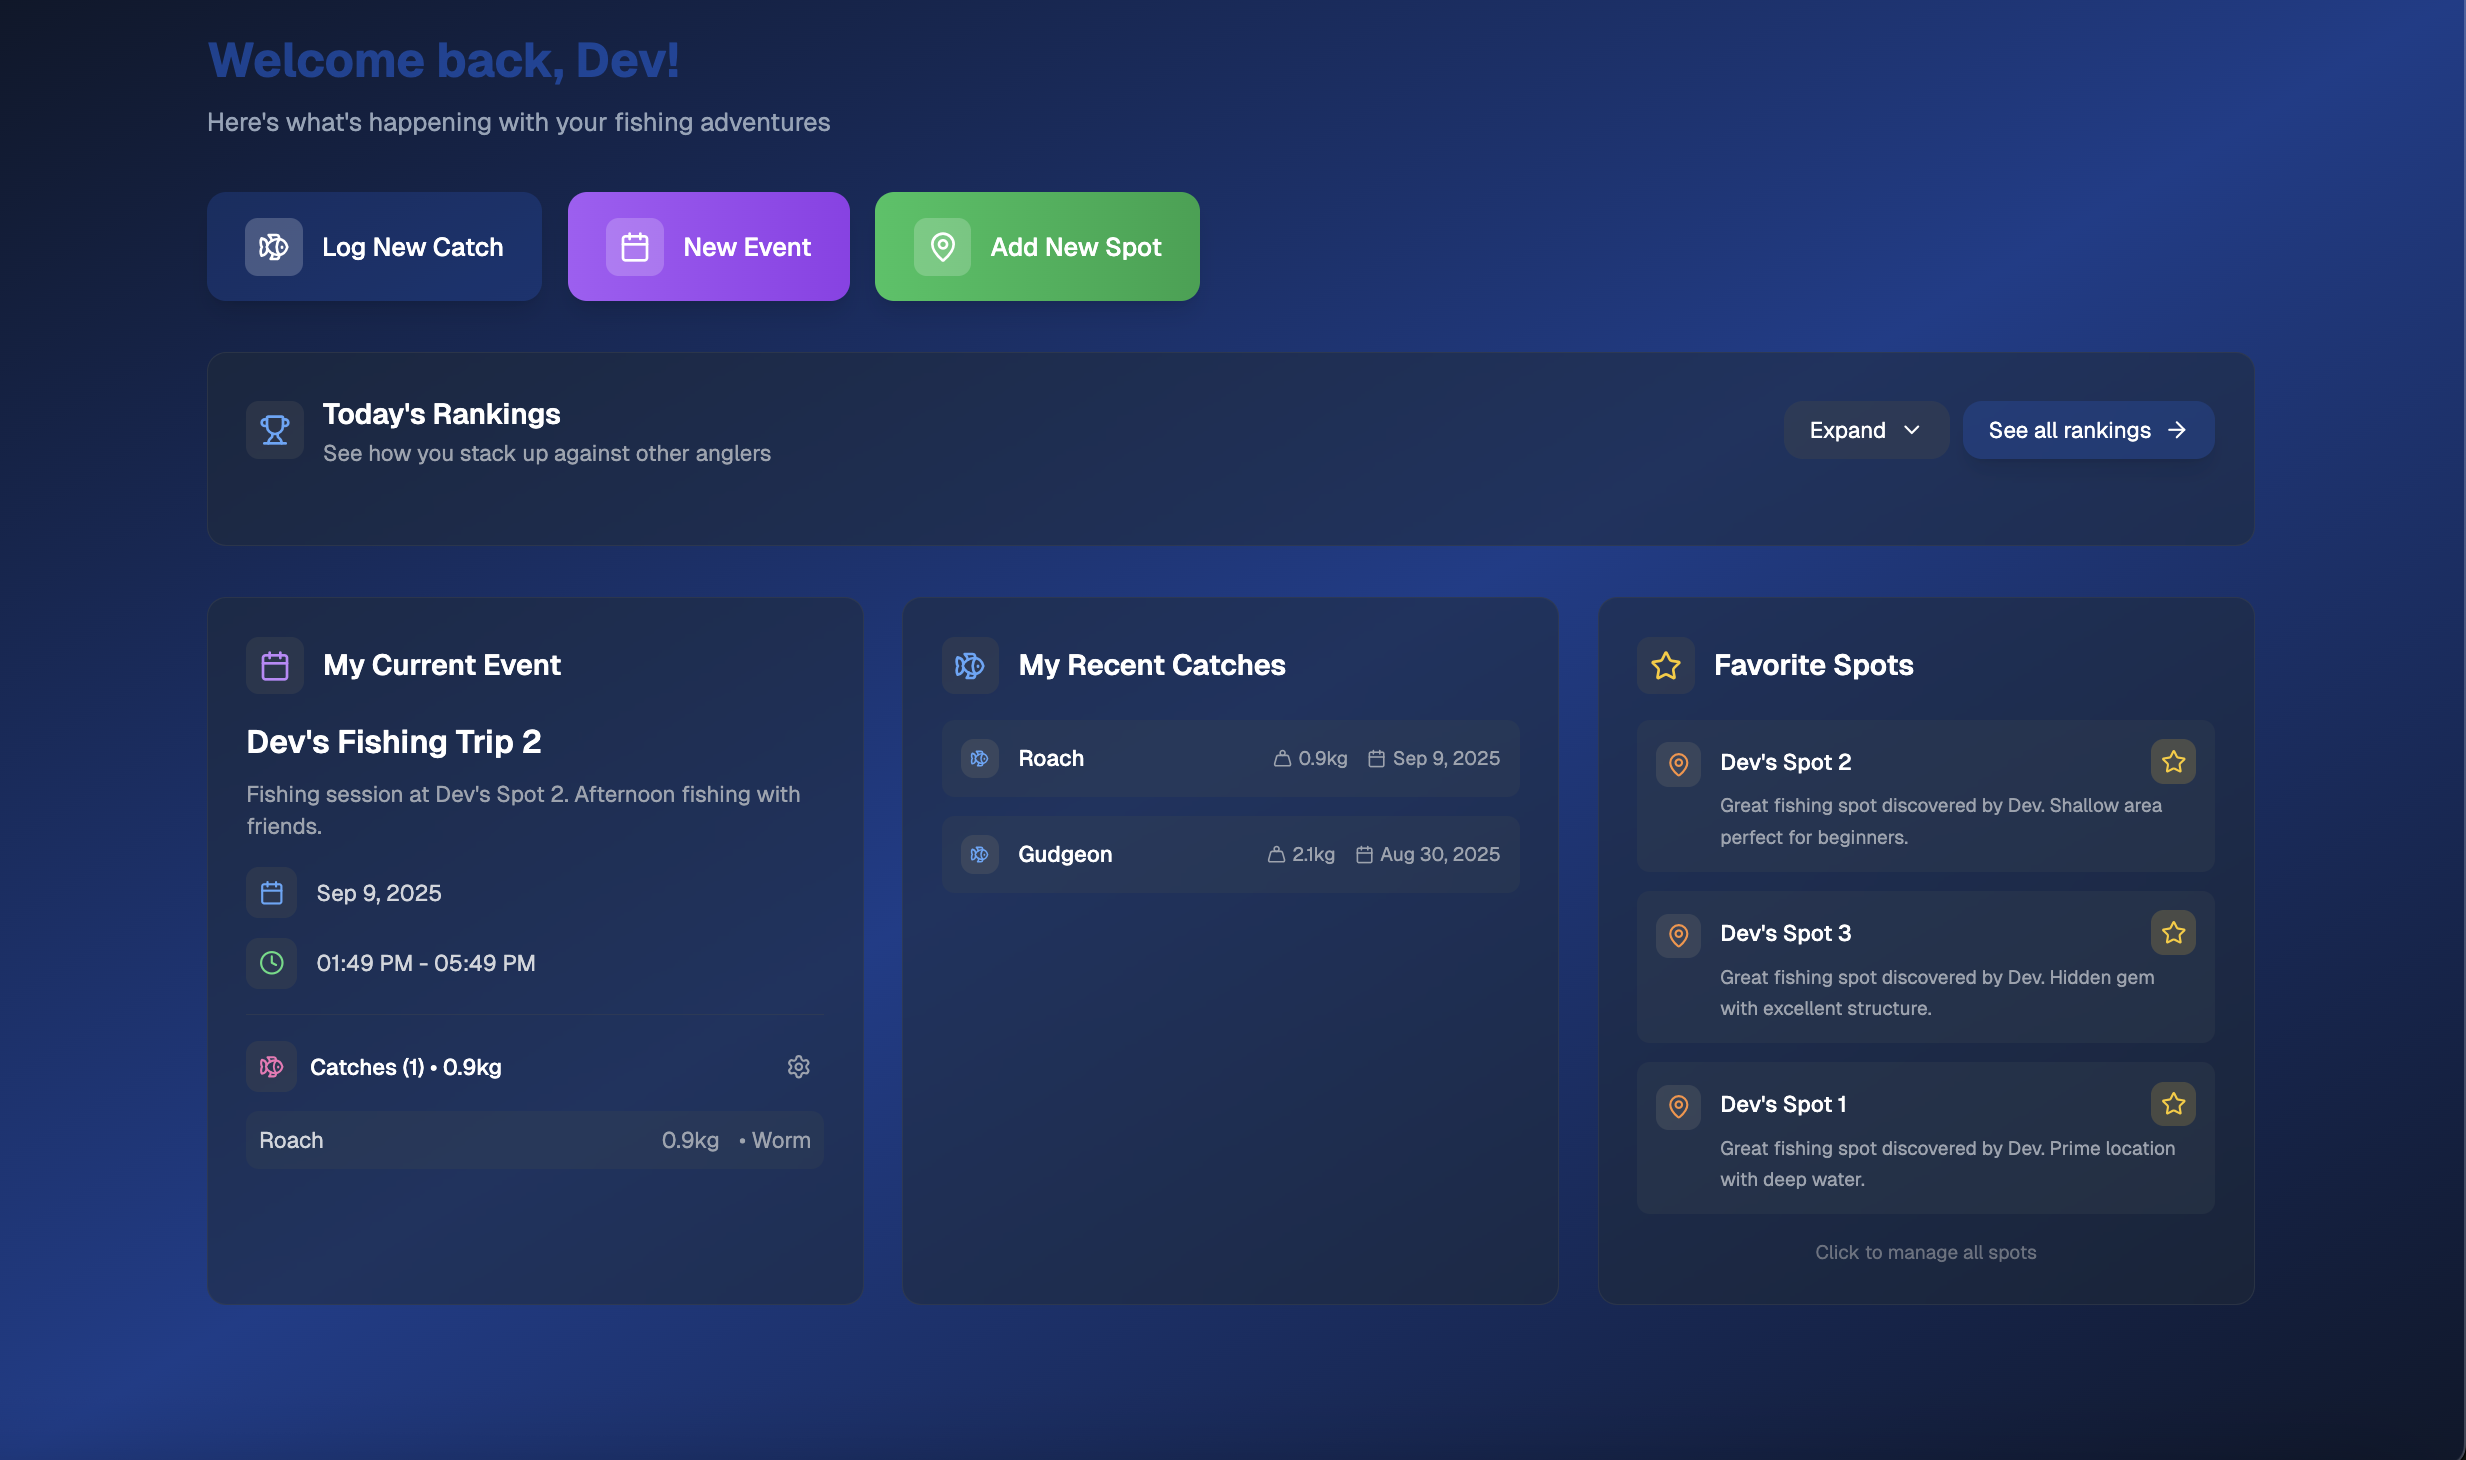 Welcome back, Dev!
Here's what's happening with your fishing adventures
Log New Catch
New Event
Add New Spot
Today's Rankings
See how you stack up against other anglers
Expand
See all rankings
My Current Event
Dev's Fishing Trip 2
Fishing session at Dev's Spot 2. Afternoon fishing with
friends.
Sep 9, 2025
01:49 PM - 05:49 PM
Catches (1) • 0.9kg
Roach 0.9kg • Worm
My Recent Catches
Roach 0.9kg Sep 9, 2025
Gudgeon 2.1kg Aug 30, 2025
Favorite Spots
Dev's Spot 2
Great fishing spot discovered by Dev. Shallow area
perfect for beginners.
Dev's Spot 3
Great fishing spot discovered by Dev. Hidden gem
with excellent structure.
Dev's Spot 1
Great fishing spot discovered by Dev. Prime location
with deep water.
Click to manage all spots